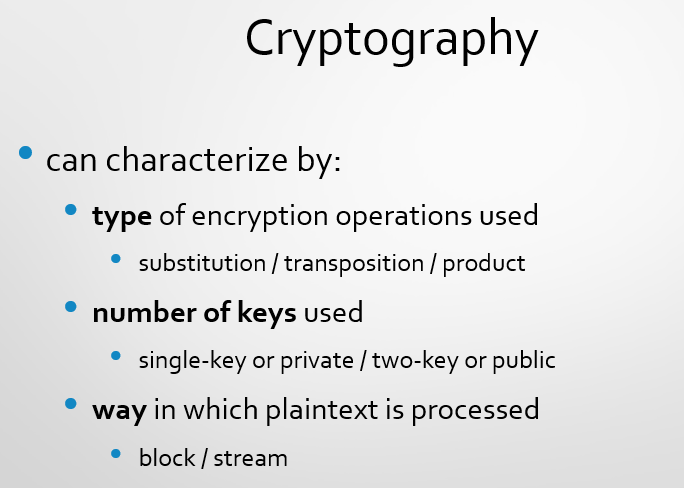 Cryptography
• can characterize by:
• type of encryption operations used
• substitution / transposition / product
• number of keys used
• single-key or private / two-key or public
• way in which plaintext is processed
• block / stream